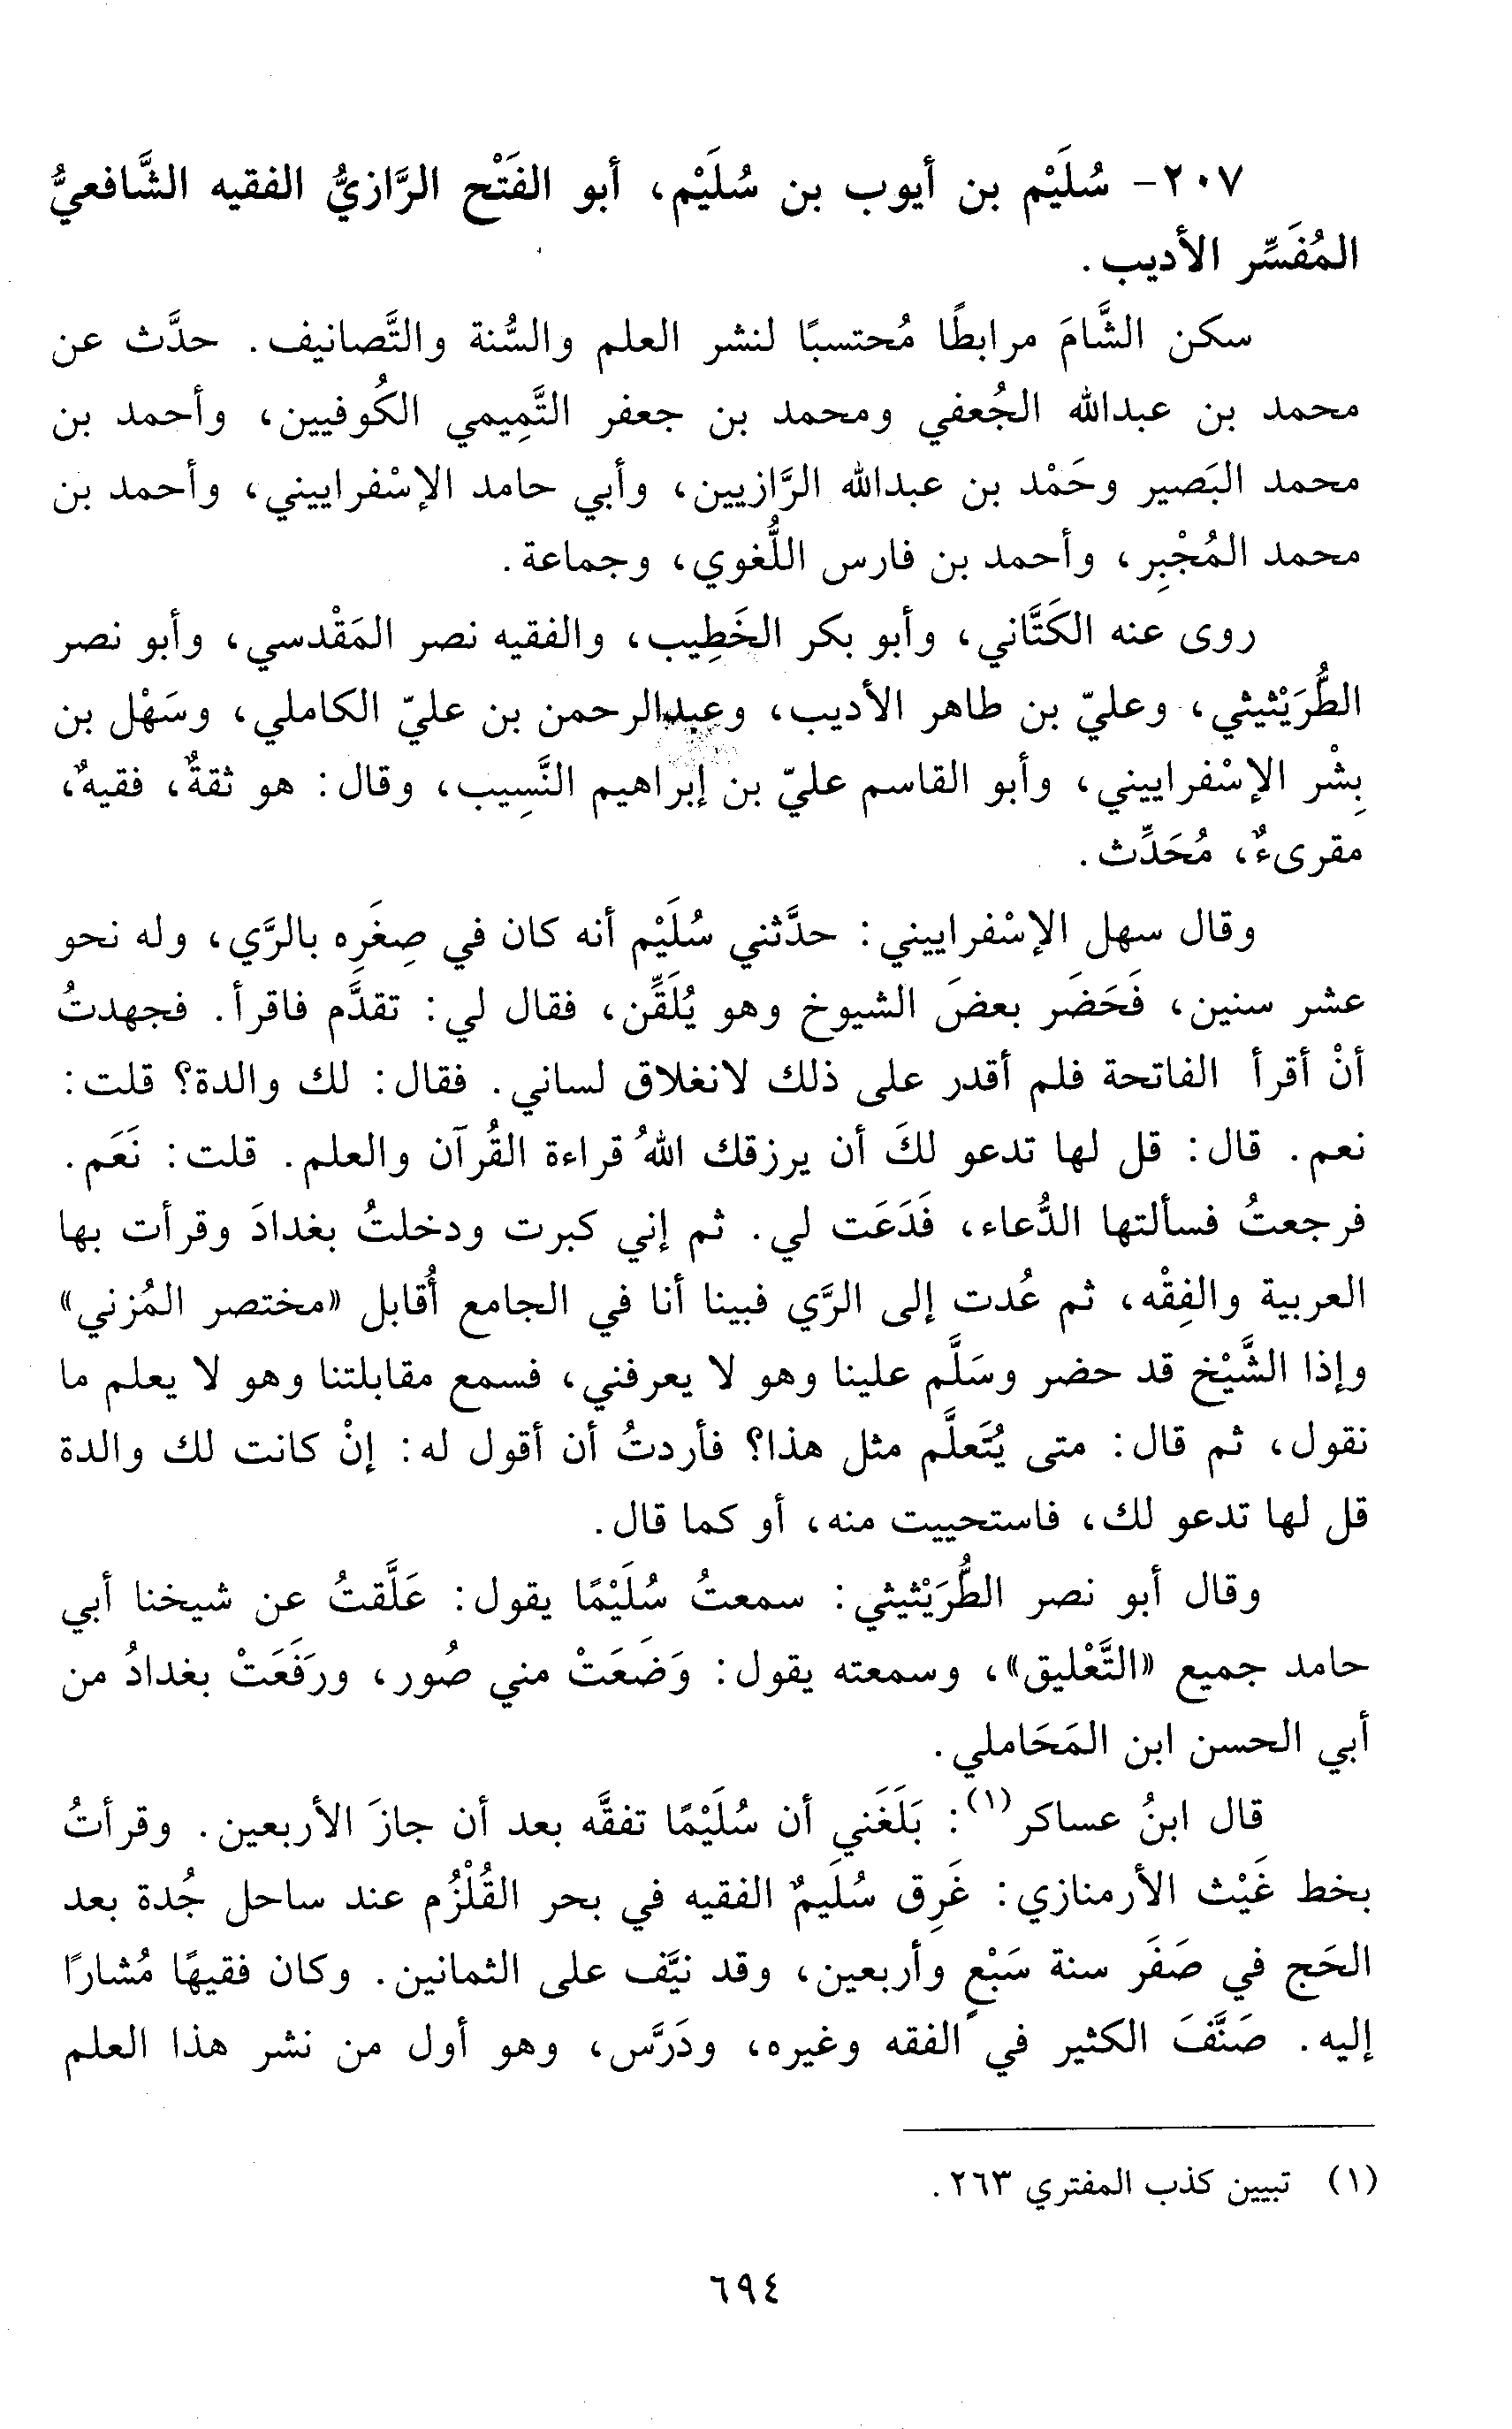 ٢٠٧- سُلَيْم بن أيوب بن سُلَيْم، أبو الفَتْح الرَّازيُّ الفقيه الشَّافعيُّ
المُفَسِّر الأديب.
سكن الشَّامَ مرابطًا مُحتسبًا لنشر العلم والسُّنة والتَّصانيف. حدَّث عن
محمد بن عبدالله الجُعفي ومحمد بن جعفر التَّمِيمي الكُوفيين، وأحمد بن
محمد البَصير وحَمْد بن عبدالله الرَّازيين، وأبي حامد الإسْفراييني، وأحمد بن
محمد المُجْبِر، وأحمد بن فارس اللُّغوي، وجماعة.
روى عنه الكَتَّاني، وأبو بكر الخَطِيب، والفقيه نصر المَقْدسي، وأبو نصر
الطُّرَيْثيثي، وعليّ بن طاهر الأديب، وعبدالرحمن بن عليّ الكاملي، وسَهْل بن
بِشْر الإسْفراييني، وأبو القاسم عليّ بن إبراهيم النَّسِيب، وقال: هو ثقةٌ، فقيهٌ،
مقرىءٌ، مُحَدِّث.
وقال سهل الإسْفراييني: حدَّثني سُلَيْم أنه كان في صِغَرِه بالرَّي، وله نحو
عشر سنين، فَحَضَر بعضَ الشيوخ وهو يُلَقِّن، فقال لي: تقدَّم فاقرأ. فجهدتُ
أنْ أقرأ الفاتحة فلم أقدر على ذلك لانغلاق لساني. فقال: لك والدة؟ قلت:
نعم. قال: قل لها تدعو لكَ أن يرزقك اللهُ قراءة القُرآن والعلم. قلت: نَعَم.
فرجعتُ فسألتها الدُّعاء، فَدَعَت لي. ثم إني كبرت ودخلتُ بغدادَ وقرأت بها
العربية والفِقْه، ثم عُدت إلى الرَّي فبينا أنا في الجامع أُقابل «مختصر المُزني»
وإذا الشَّيْخ قد حضر وسَلَّم علينا وهو لا يعرفني، فسمع مقابلتنا وهو لا يعلم ما
نقول، ثم قال: متى يُتَعلَّم مثل هذا؟ فأردتُ أن أقول له: إنْ كانت لك والدة
قل لها تدعو لك، فاستحييت منه، أو كما قال.
وقال أبو نصر الطُّرَيْثيثي: سمعتُ سُلَيْمًا يقول: عَلَّقتُ عن شيخنا أبي
حامد جميع «التَّعْليق»، وسمعته يقول: وَضَعَتْ مني صُور، ورَفَعَتْ بغدادُ من
أبي الحسن ابن المَحَاملي.
قال ابنُ عساكر(١): بَلَغَني أن سُلَيْمًا تفقَّه بعد أن جازَ الأربعين. وقرأتُ
بخط غَيْث الأرمنازي: غَرِق سُلَيمٌ الفقيه في بحر القُلْزُم عند ساحل جُدة بعد
الحَج في صَفَر سنة سَبْعٍ وأربعين، وقد نيَّف على الثمانين. وكان فقيهًا مُشارًا
إليه. صَنَّفَ الكثير في الفقه وغيره، ودَرَّس، وهو أول من نشر هذا العلم
(١) تبيين كذب المفتري ٢٦٣.
٦٩٤